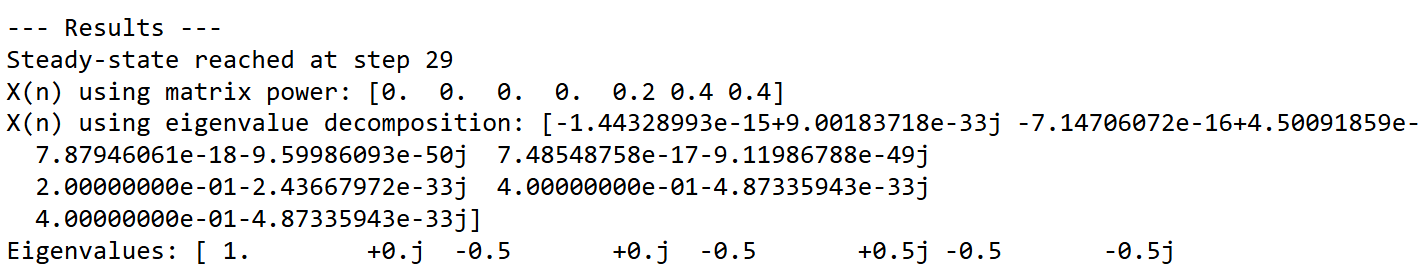 --- Results ---
Steady-state reached at step 29
X(n) using matrix power: [0.  0.  0.  0.  0.2 0.4 0.4]
X(n) using eigenvalue decomposition: [-1.44328993e-15+9.00183718e-33j -7.14706072e-16+4.50091859e-
  7.87946061e-18-9.59986093e-50j  7.48548758e-17-9.11986788e-49j
  2.00000000e-01-2.43667972e-33j  4.00000000e-01-4.87335943e-33j
  4.00000000e-01-4.87335943e-33j]
Eigenvalues: [ 1.        +0.j  -0.5       +0.j  -0.5       +0.5j -0.5       -0.5j